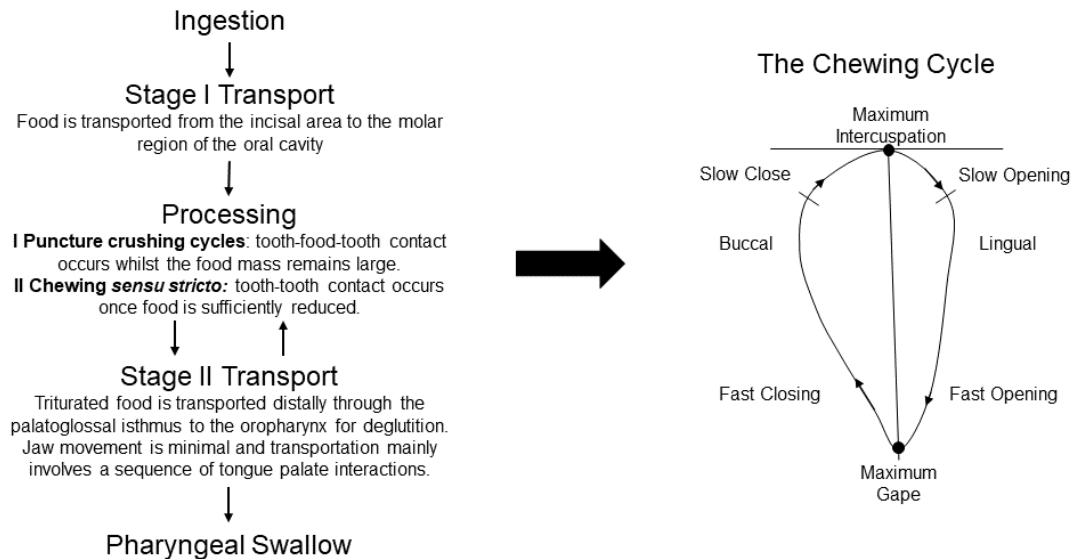 Ingestion
Stage I Transport
Food is transported from the incisal area to the molar
region of the oral cavity
Processing
I Puncture crushing cycles: tooth-food-tooth contact
occurs whilst the food mass remains large.
II Chewing sensu stricto: tooth-tooth contact occurs
once food is sufficiently reduced.
Stage II Transport
Triturated food is transported distally through the
palatoglossal isthmus to the oropharynx for deglutition.
Jaw movement is minimal and transportation mainly
involves a sequence of tongue palate interactions.
Pharyngeal Swallow
The Chewing Cycle
Maximum
Intercuspation
Slow Close
Slow Opening
Buccal
Lingual
Fast Closing
Fast Opening
Maximum
Gape